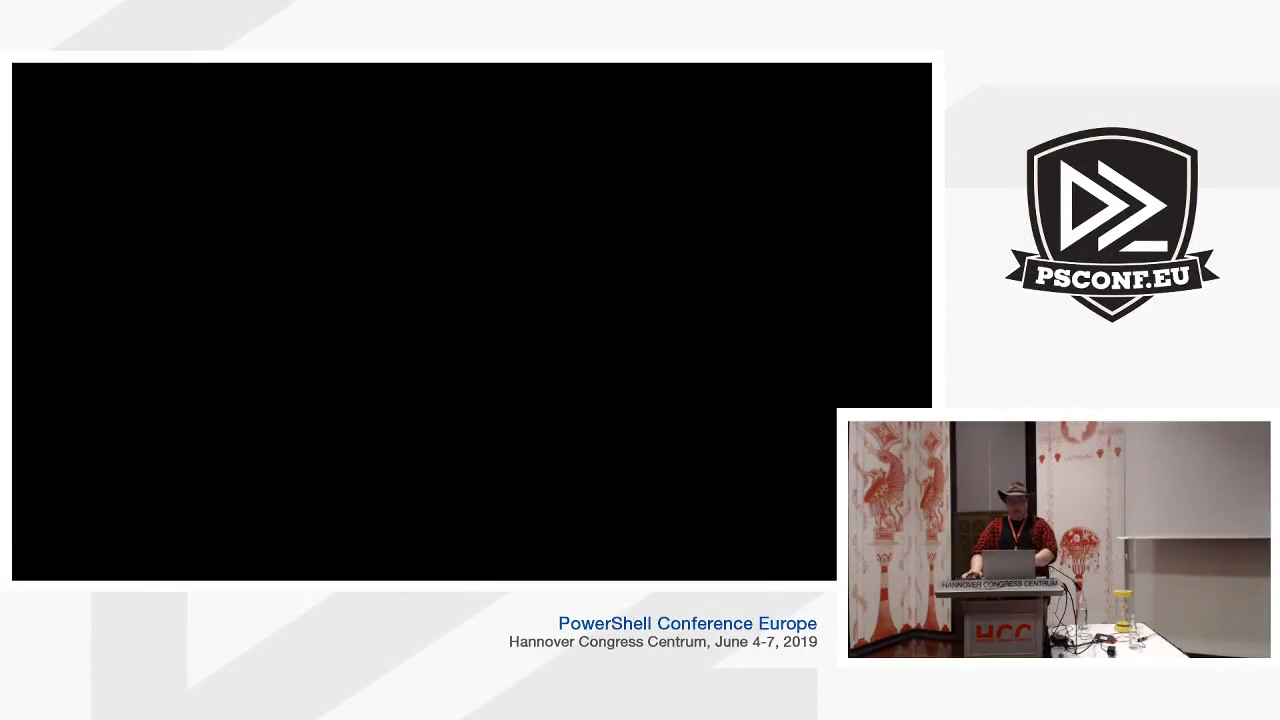 PSCONF.EU
HANNOVER CONGRESS CENTRUM
HCC
PowerShell Conference Europe
Hannover Congress Centrum, June 4-7, 2019